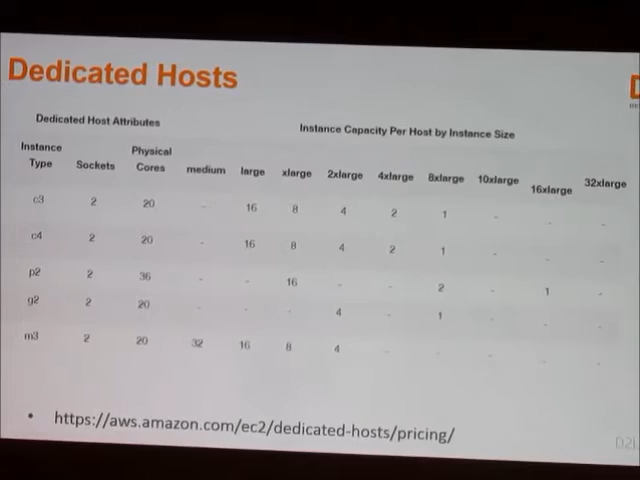 Dedicated Hosts
Dedicated Host Attributes Instance Capacity Per Host by Instance Size
Instance Type Sockets Physical Cores medium large xlarge 2xlarge 4xlarge 8xlarge 10xlarge 16xlarge 32xlarge
c3 2 20 - 16 8 4 2 1 - - -
c4 2 20 - 16 8 4 2 1 - - -
p2 2 36 - - 16 - - 2 - 1 -
g2 2 20 - - - 4 - 1 - - -
m3 2 20 32 16 8 4 - - - - -
• https://aws.amazon.com/ec2/dedicated-hosts/pricing/